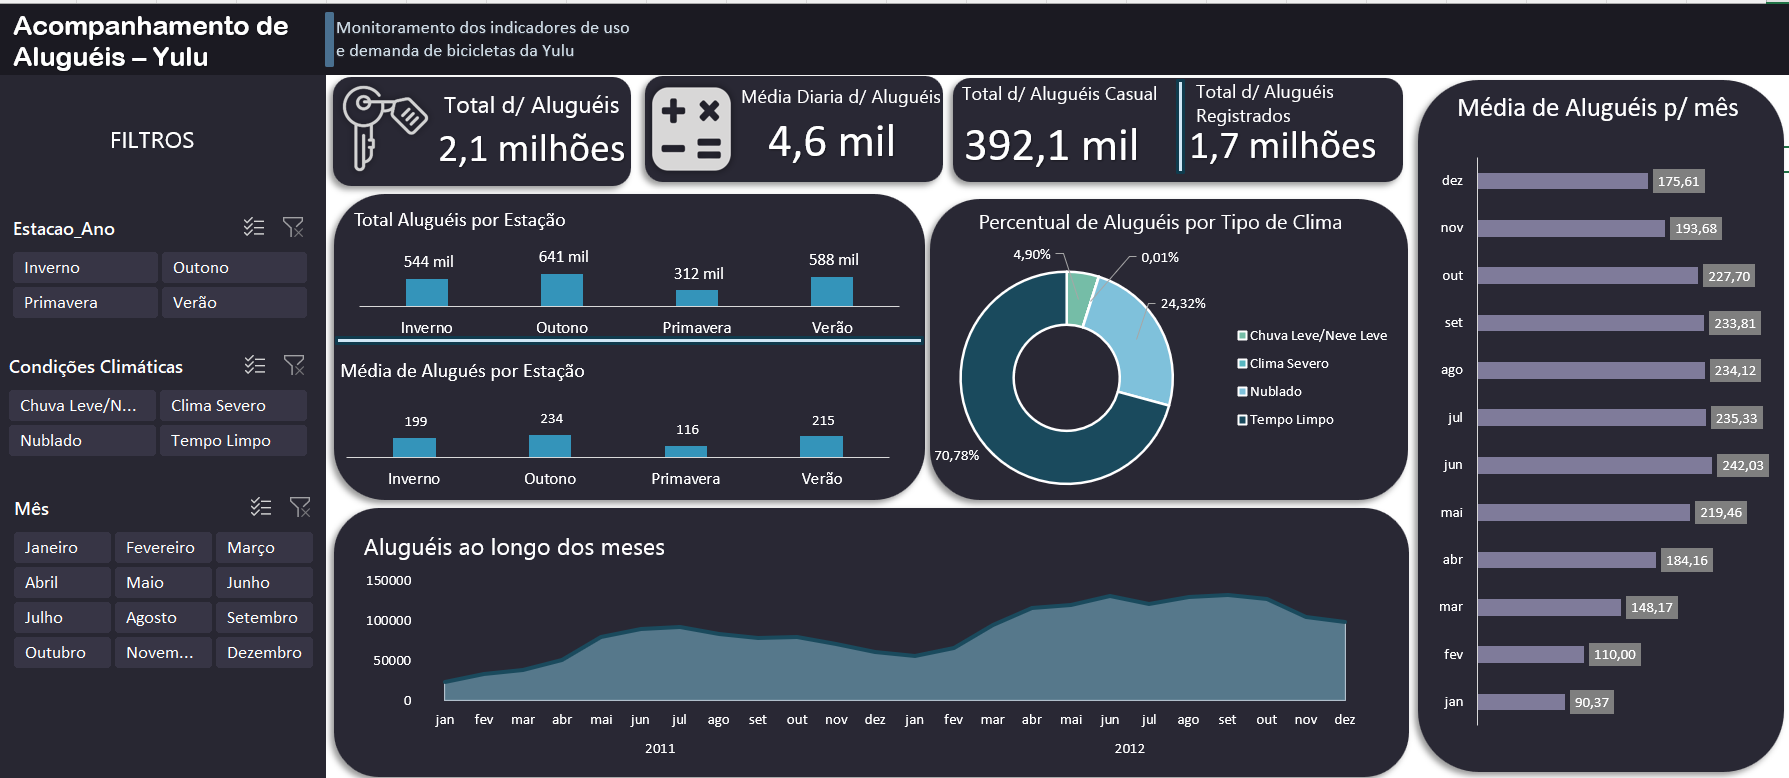 Acompanhamento de
Aluguéis – Yulu
Monitoramento dos indicadores de uso
e demanda de bicicletas da Yulu
FILTROS
Estacao_Ano
Inverno
Outono
Primavera
Verão
Condições Climáticas
Chuva Leve/N...
Clima Severo
Nublado
Tempo Limpo
Mês
Janeiro
Fevereiro
Março
Abril
Maio
Junho
Julho
Agosto
Setembro
Outubro
Novem...
Dezembro
Total d/ Aluguéis
2,1 milhões
Média Diaria d/ Aluguéis
4,6 mil
Total d/ Aluguéis Casual
392,1 mil
Total d/ Aluguéis
Registrados
1,7 milhões
Total Aluguéis por Estação
544 mil
641 mil
312 mil
588 mil
Inverno
Outono
Primavera
Verão
Média de Alugués por Estação
199
234
116
215
Inverno
Outono
Primavera
Verão
Percentual de Aluguéis por Tipo de Clima
4,90%
0,01%
24,32%
70,78%
Chuva Leve/Neve Leve
Clima Severo
Nublado
Tempo Limpo
Aluguéis ao longo dos meses
150000
100000
50000
0
jan fev mar abr mai jun jul ago set out nov dez jan fev mar abr mai jun jul ago set out nov dez
2011 2012
Média de Aluguéis p/ mês
dez 175,61
nov 193,68
out 227,70
set 233,81
ago 234,12
jul 235,33
jun 242,03
mai 219,46
abr 184,16
mar 148,17
fev 110,00
jan 90,37